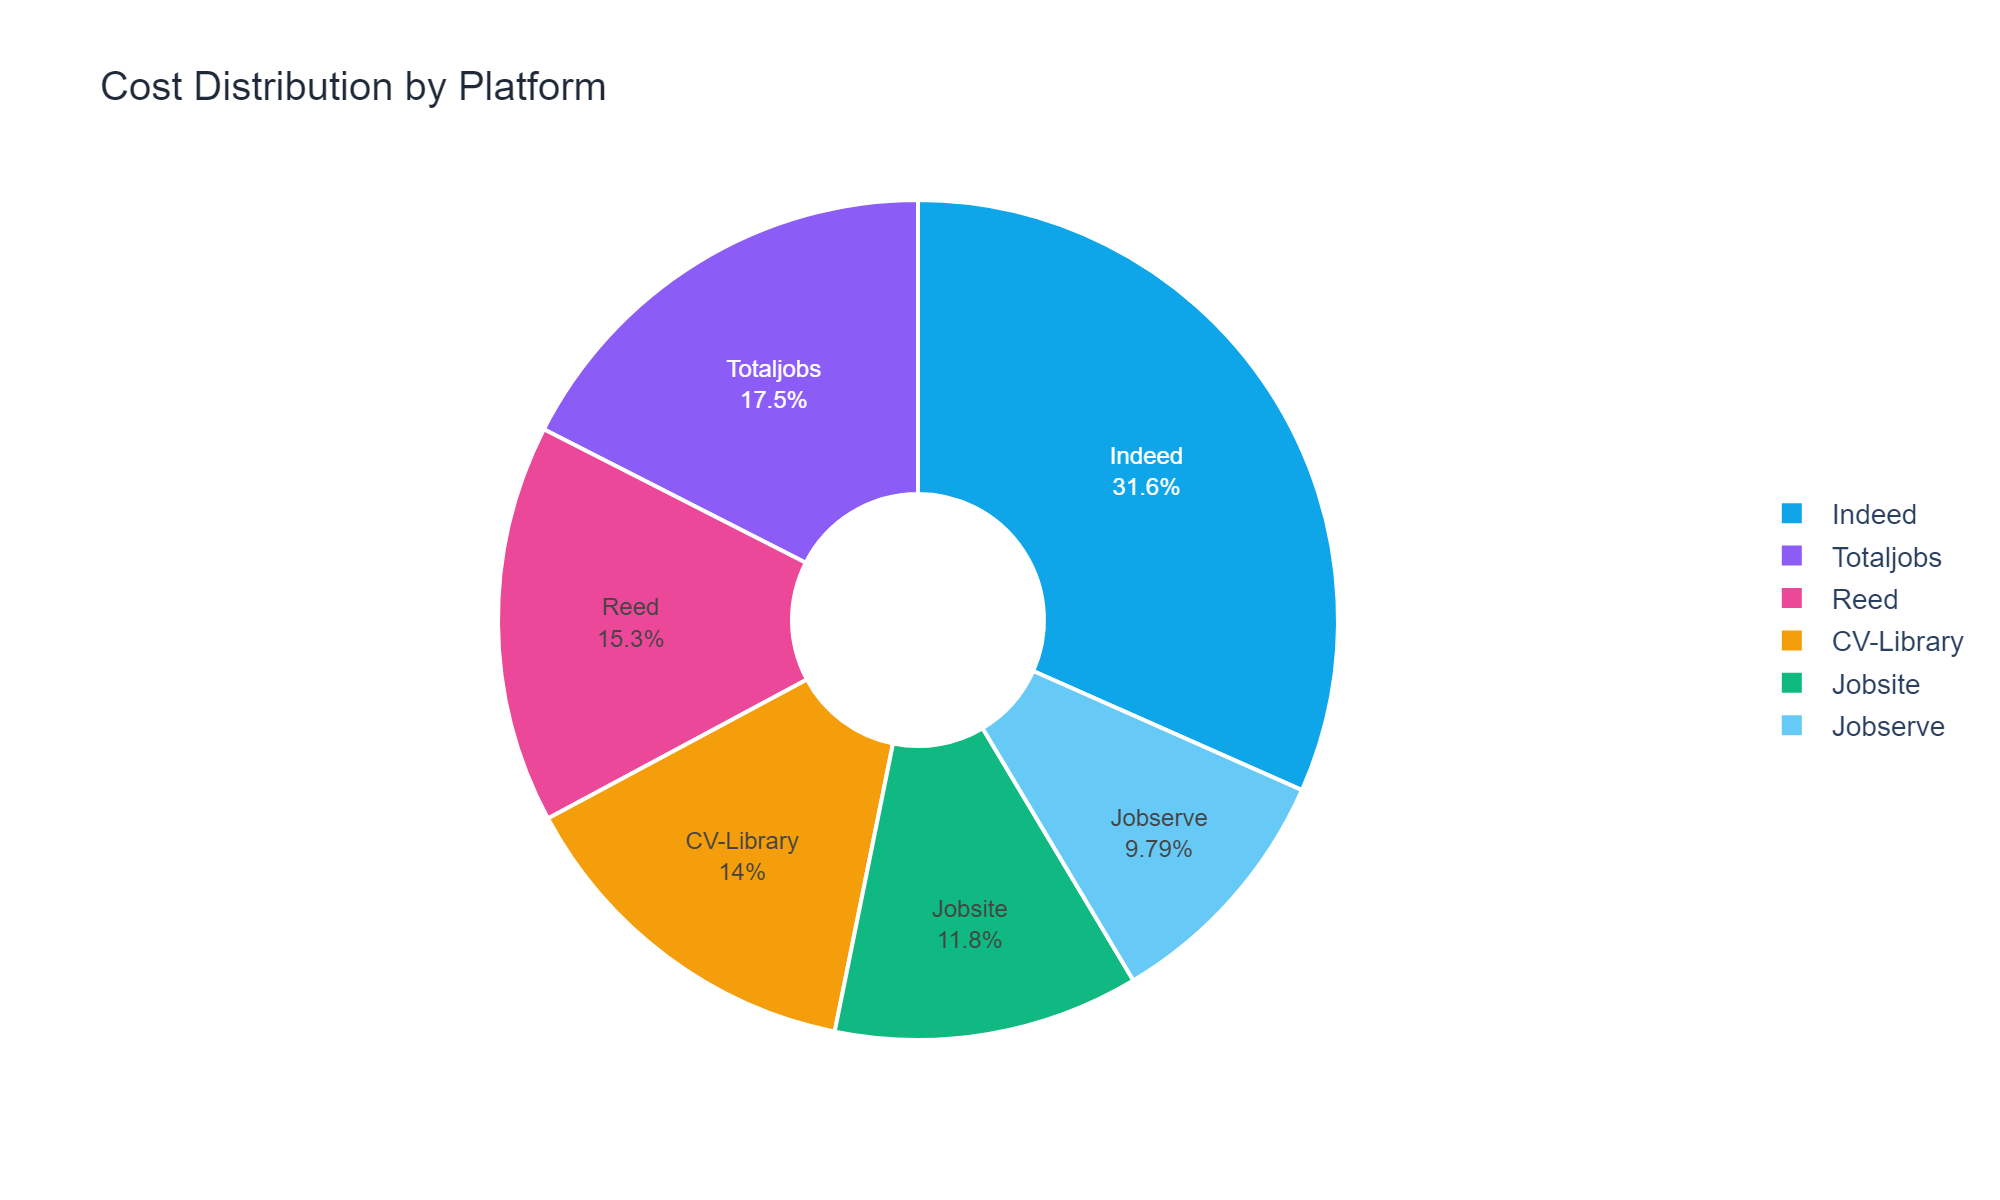 Cost Distribution by Platform
Totaljobs
17.5%
Indeed
31.6%
Reed
15.3%
CV-Library
14%
Jobsite
11.8%
Jobserve
9.79%
Indeed
Totaljobs
Reed
CV-Library
Jobsite
Jobserve